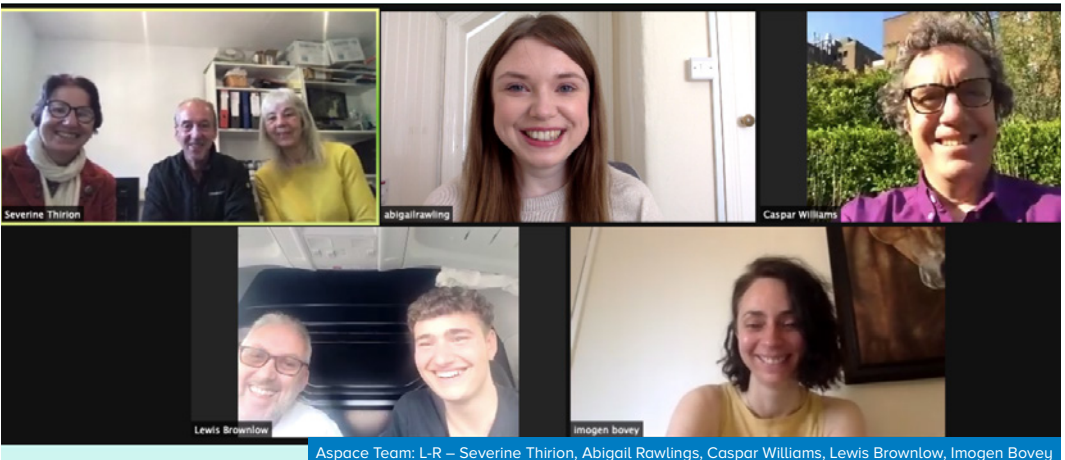 Severine Thirion
abigailrawling
Caspar Williams
Lewis Brownlow
imogen bovey
Aspace Team: L-R – Severine Thirion, Abigail Rawlings, Caspar Williams, Lewis Brownlow, Imogen Bovey